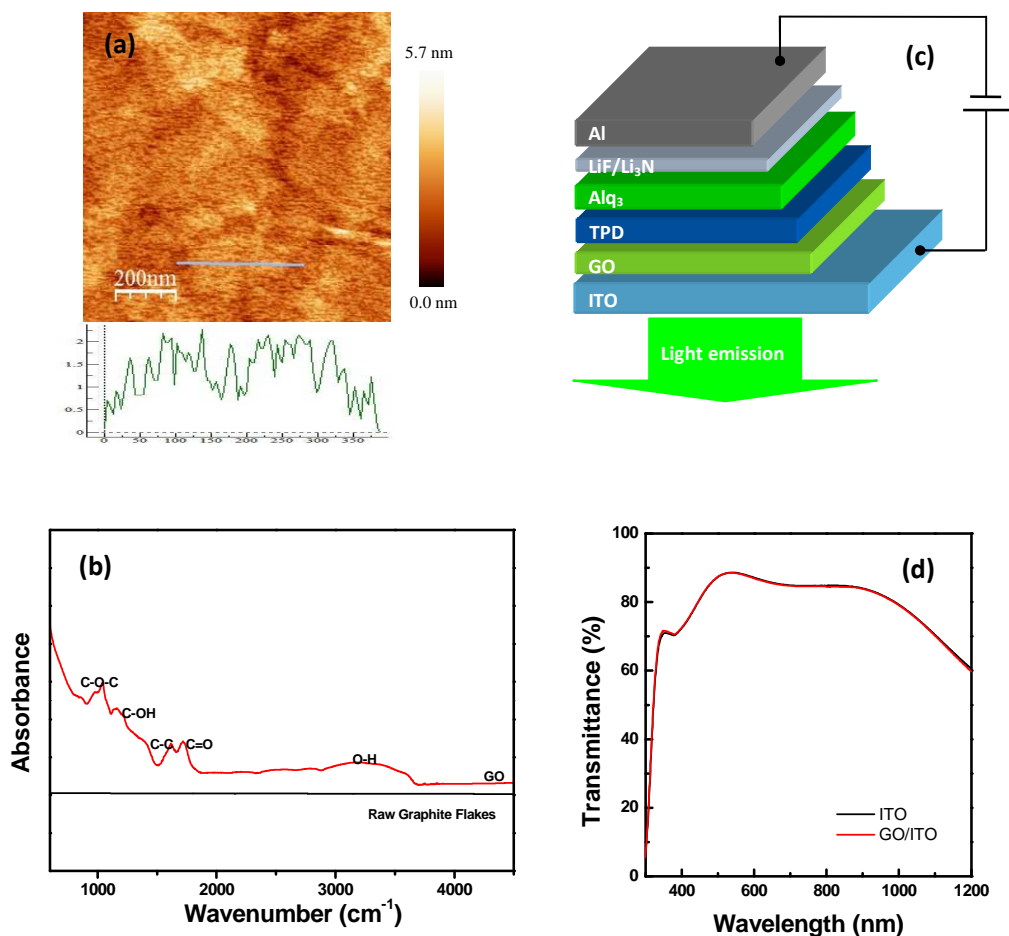 (a)
5.7 nm
0.0 nm
200nm
2
1.5
1
0.5
0
0 50 100 150 200 250 300 350
(c)
Al
LiF/Li₃N
Alq₃
TPD
GO
ITO
Light emission
(b)
Absorbance
C-O-C
C-OH
C-C
C=O
O-H
GO
Raw Graphite Flakes
1000 2000 3000 4000
Wavenumber (cm⁻¹)
(d)
Transmittance (%)
100
80
60
40
20
0
ITO
GO/ITO
400 600 800 1000 1200
Wavelength (nm)